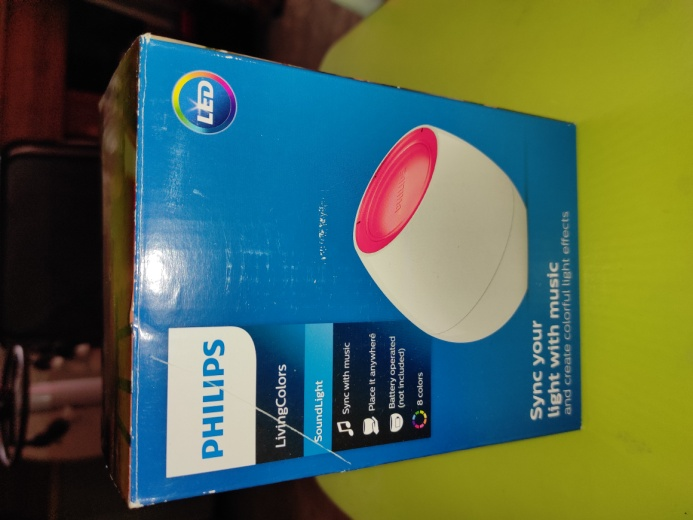 PHILIPS
LED
LivingColors
SoundLight
Sync with music
Place it anywhere
Battery operated
(not included)
8 colors
Sync your
light with music
and create colorful light effects